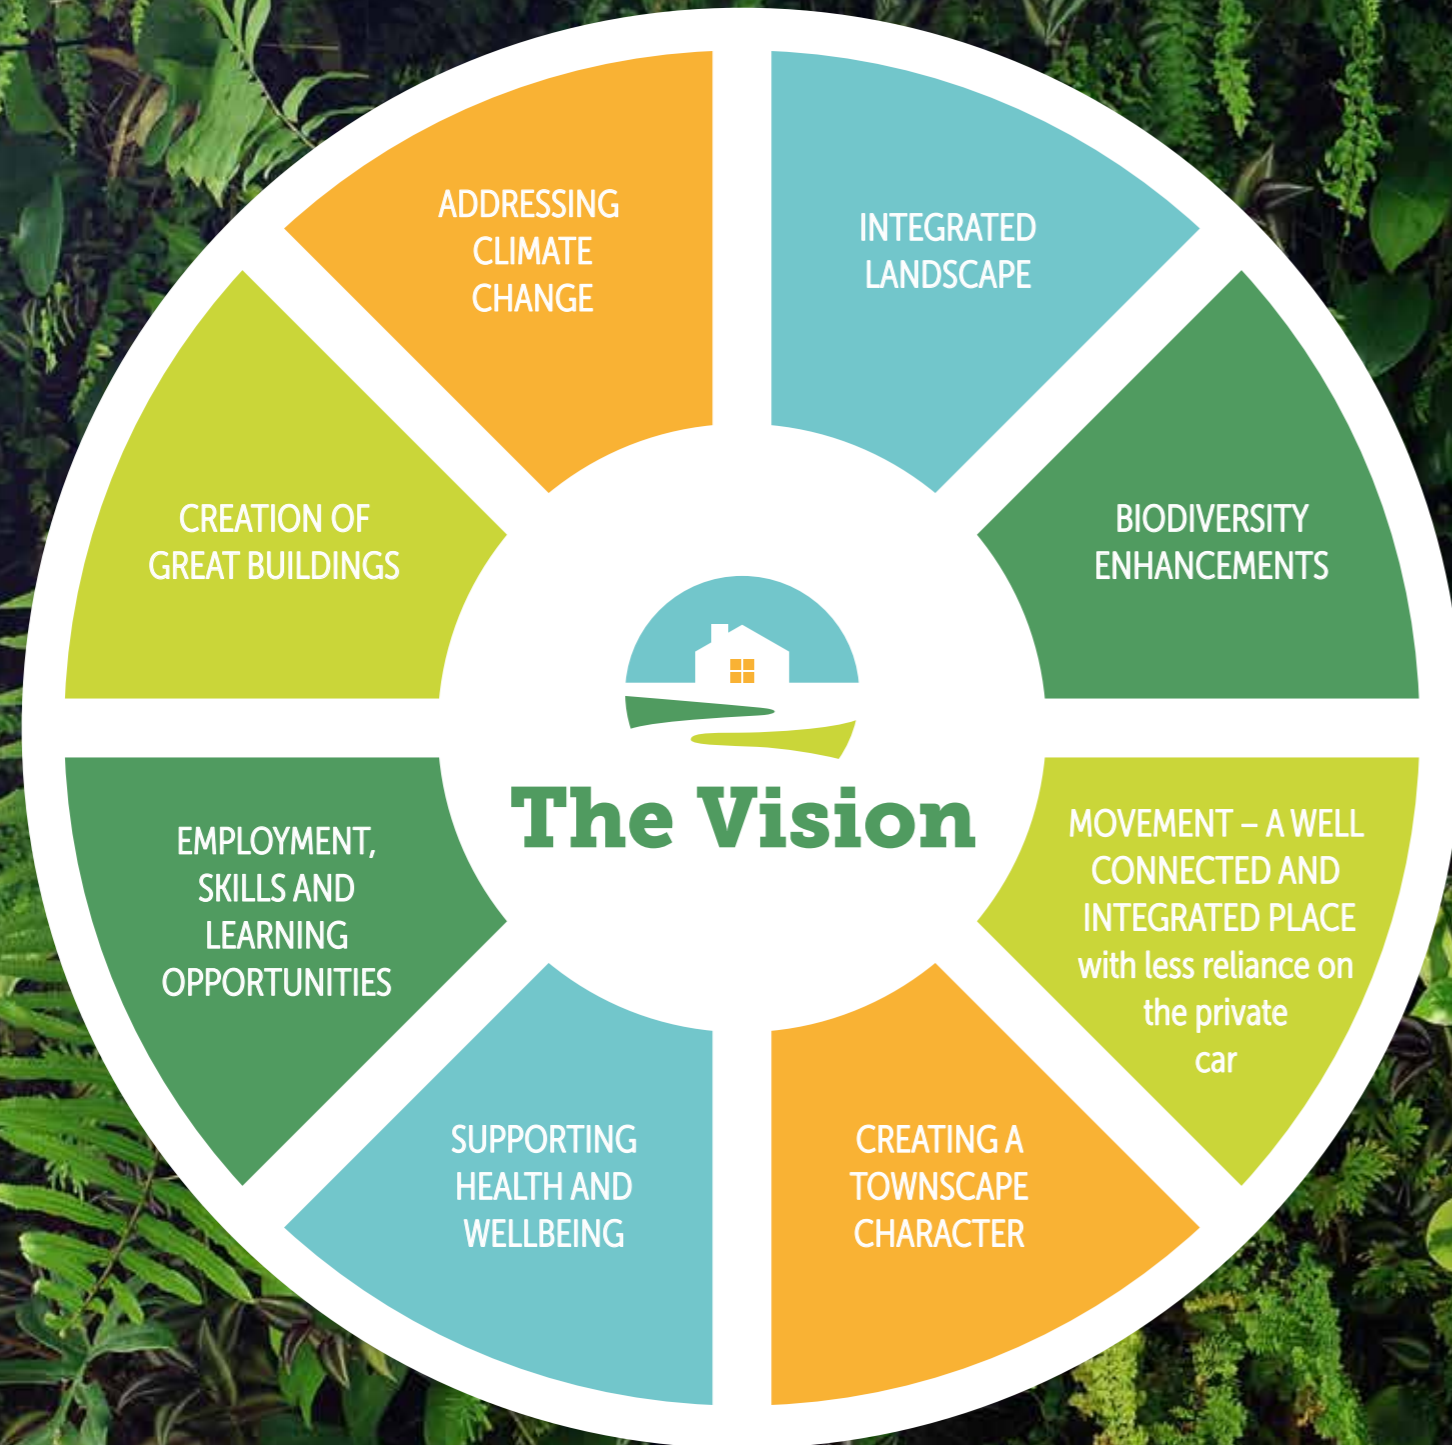 ADDRESSING
CLIMATE
CHANGE
INTEGRATED
LANDSCAPE
BIODIVERSITY
ENHANCEMENTS
MOVEMENT – A WELL
CONNECTED AND
INTEGRATED PLACE
with less reliance on
the private
car
CREATING A
TOWNSCAPE
CHARACTER
SUPPORTING
HEALTH AND
WELLBEING
EMPLOYMENT,
SKILLS AND
LEARNING
OPPORTUNITIES
CREATION OF
GREAT BUILDINGS
The Vision